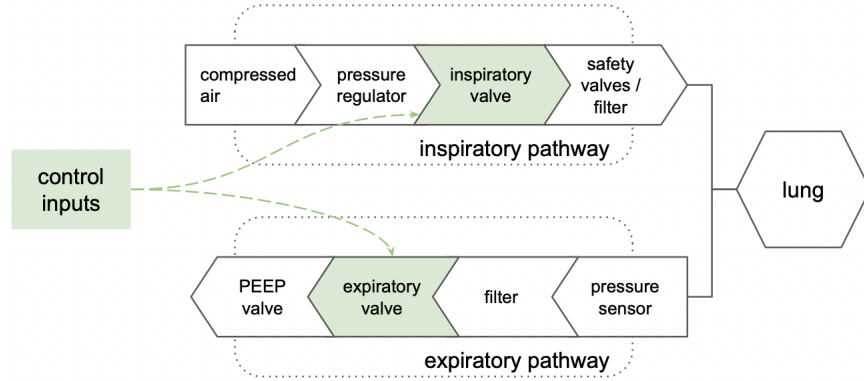 compressed
air
pressure
regulator
inspiratory
valve
safety
valves /
filter
inspiratory pathway
control
inputs
lung
PEEP
valve
expiratory
valve
filter
pressure
sensor
expiratory pathway